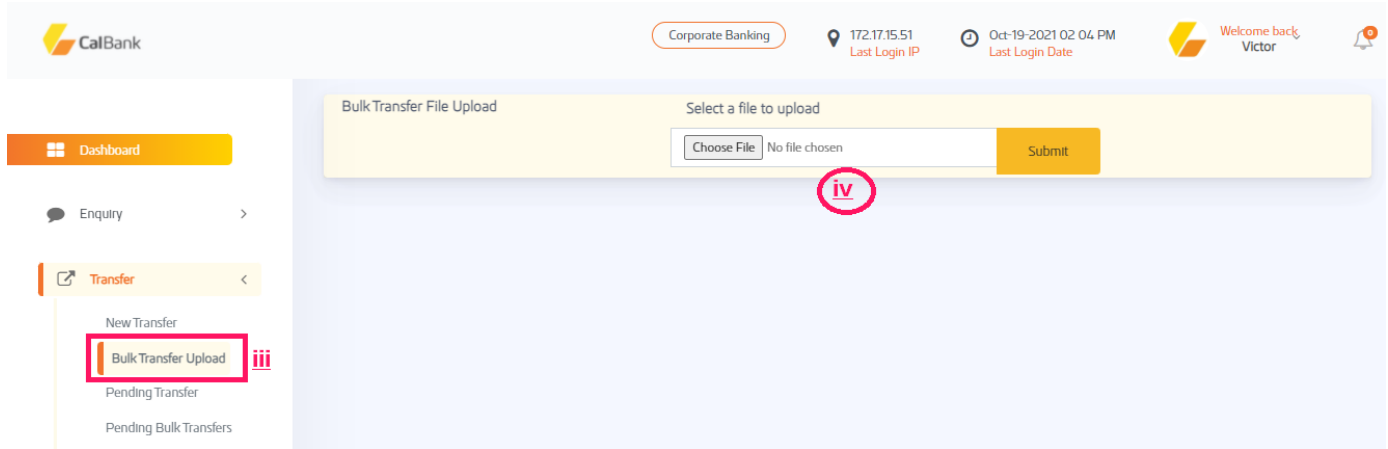 CalBank
Corporate Banking
172.17.15.51
Last Login IP
Oct-19-2021 02 04 PM
Last Login Date
Welcome back,
Victor
0
Bulk Transfer File Upload
Select a file to upload
Choose File No file chosen
Submit
iv
Dashboard
Enquiry
Transfer
New Transfer
Bulk Transfer Upload
iii
Pending Transfer
Pending Bulk Transfers